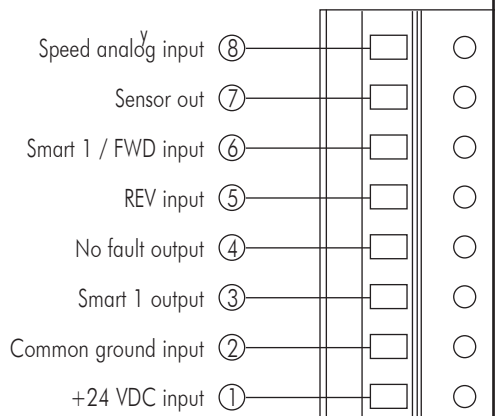 Speed analog input 8
y
Sensor out 7
Smart 1 / FWD input 6
REV input 5
No fault output 4
Smart 1 output 3
Common ground input 2
+24 VDC input 1